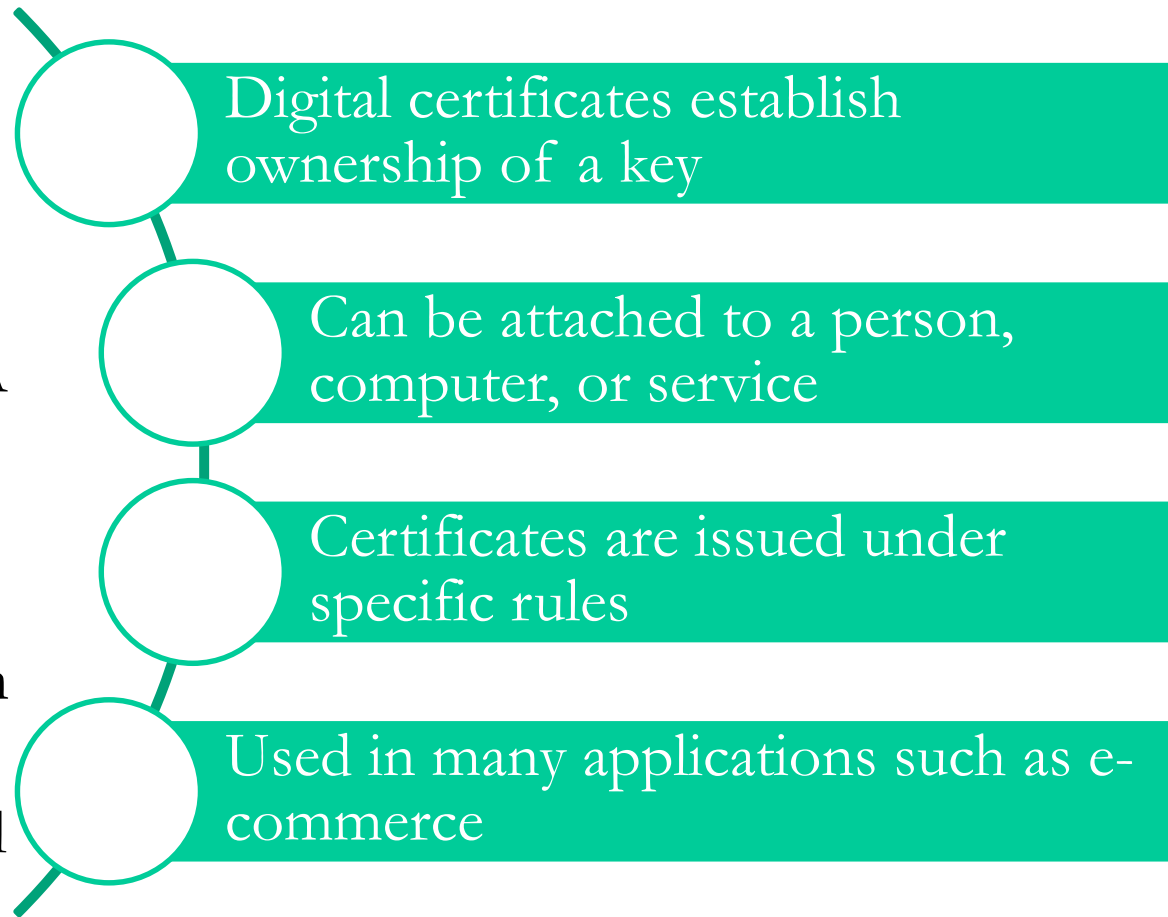 Digital certificates establish
ownership of a key
Can be attached to a person,
computer, or service
Certificates are issued under
specific rules
Used in many applications such as e-
commerce